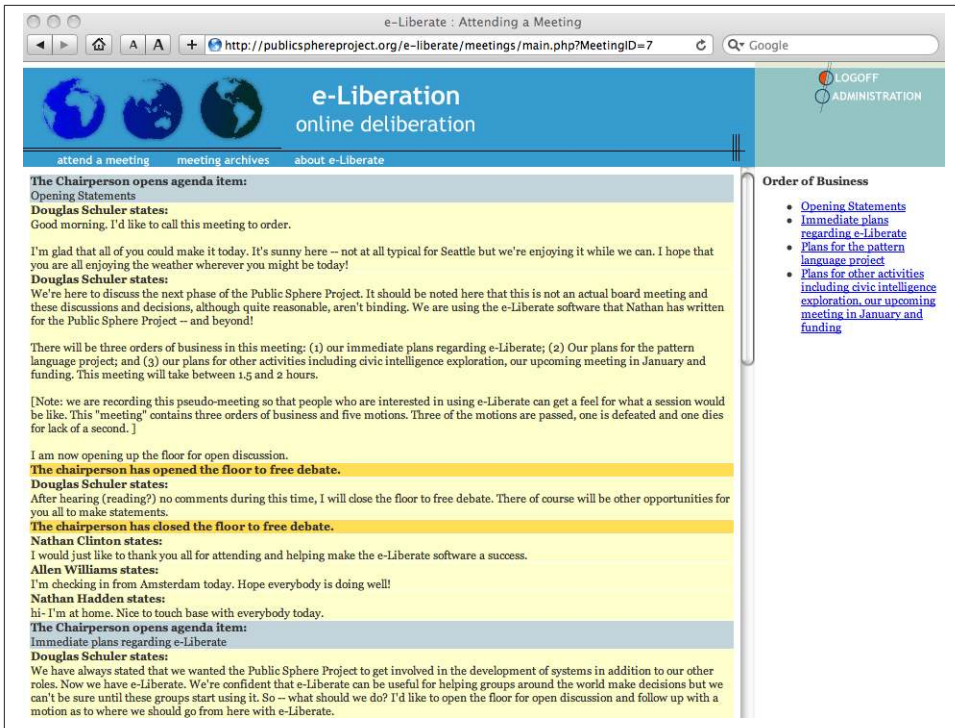 e-Liberate : Attending a Meeting
A A + http://publicsphereproject.org/e-liberate/meetings/main.php?MeetingID=7 Q Google
e-Liberation
online deliberation
LOGOFF
ADMINISTRATION
attend a meeting meeting archives about e-Liberate
The Chairperson opens agenda item:
Opening Statements
Douglas Schuler states:
Good morning. I'd like to call this meeting to order.
I'm glad that all of you could make it today. It's sunny here -- not at all typical for Seattle but we're enjoying it while we can. I hope that
you are all enjoying the weather wherever you might be today!
Douglas Schuler states:
We're here to discuss the next phase of the Public Sphere Project. It should be noted here that this is not an actual board meeting and
these discussions and decisions, although quite reasonable, aren't binding. We are using the e-Liberate software that Nathan has written
for the Public Sphere Project -- and beyond!
There will be three orders of business in this meeting: (1) our immediate plans regarding e-Liberate; (2) Our plans for the pattern
language project; and (3) our plans for other activities including civic intelligence exploration, our upcoming meeting in January and
funding. This meeting will take between 1.5 and 2 hours.
[Note: we are recording this pseudo-meeting so that people who are interested in using e-Liberate can get a feel for what a session would
be like. This "meeting" contains three orders of business and five motions. Three of the motions are passed, one is defeated and one dies
for lack of a second. ]
I am now opening up the floor for open discussion.
The chairperson has opened the floor to free debate.
Douglas Schuler states:
After hearing (reading?) no comments during this time, I will close the floor to free debate. There of course will be other opportunities for
you all to make statements.
The chairperson has closed the floor to free debate.
Nathan Clinton states:
I would just like to thank you all for attending and helping make the e-Liberate software a success.
Allen Williams states:
I'm checking in from Amsterdam today. Hope everybody is doing well!
Nathan Hadden states:
hi- I'm at home. Nice to touch base with everybody today.
The Chairperson opens agenda item:
Immediate plans regarding e-Liberate
Douglas Schuler states:
We have always stated that we wanted the Public Sphere Project to get involved in the development of systems in addition to our other
roles. Now we have e-Liberate. We're confident that e-Liberate can be useful for helping groups around the world make decisions but we
can't be sure until these groups start using it. So -- what should we do? I'd like to open the floor for open discussion and follow up with a
motion as to where we should go from here with e-Liberate.
Order of Business
Opening Statements
Immediate plans
regarding e-Liberate
Plans for the pattern
language project
Plans for other activities
including civic intelligence
exploration, our upcoming
meeting in January and
funding